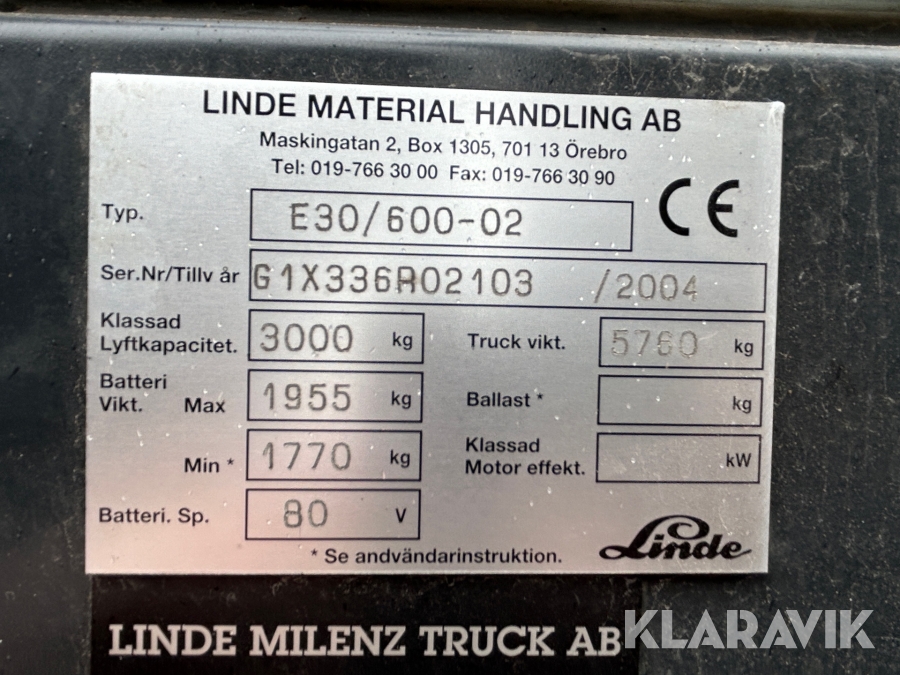 LINDE MATERIAL HANDLING AB
Maskingatan 2, Box 1305, 701 13 Örebro
Tel: 019-766 30 00 Fax: 019-766 30 90
CE
Typ. E30/600-02
Ser.Nr/Tillv år G1X336R02103 /2004
Klassad Lyftkapacitet. 3000 kg
Truck vikt. 5760 kg
Batteri Vikt. Max 1955 kg
Ballast * kg
Min * 1770 kg
Klassad Motor effekt. kW
Batteri. Sp. 80 V
* Se andvändarinstruktion.
Linde
LINDE MILENZ TRUCK AB
KLARAVIK